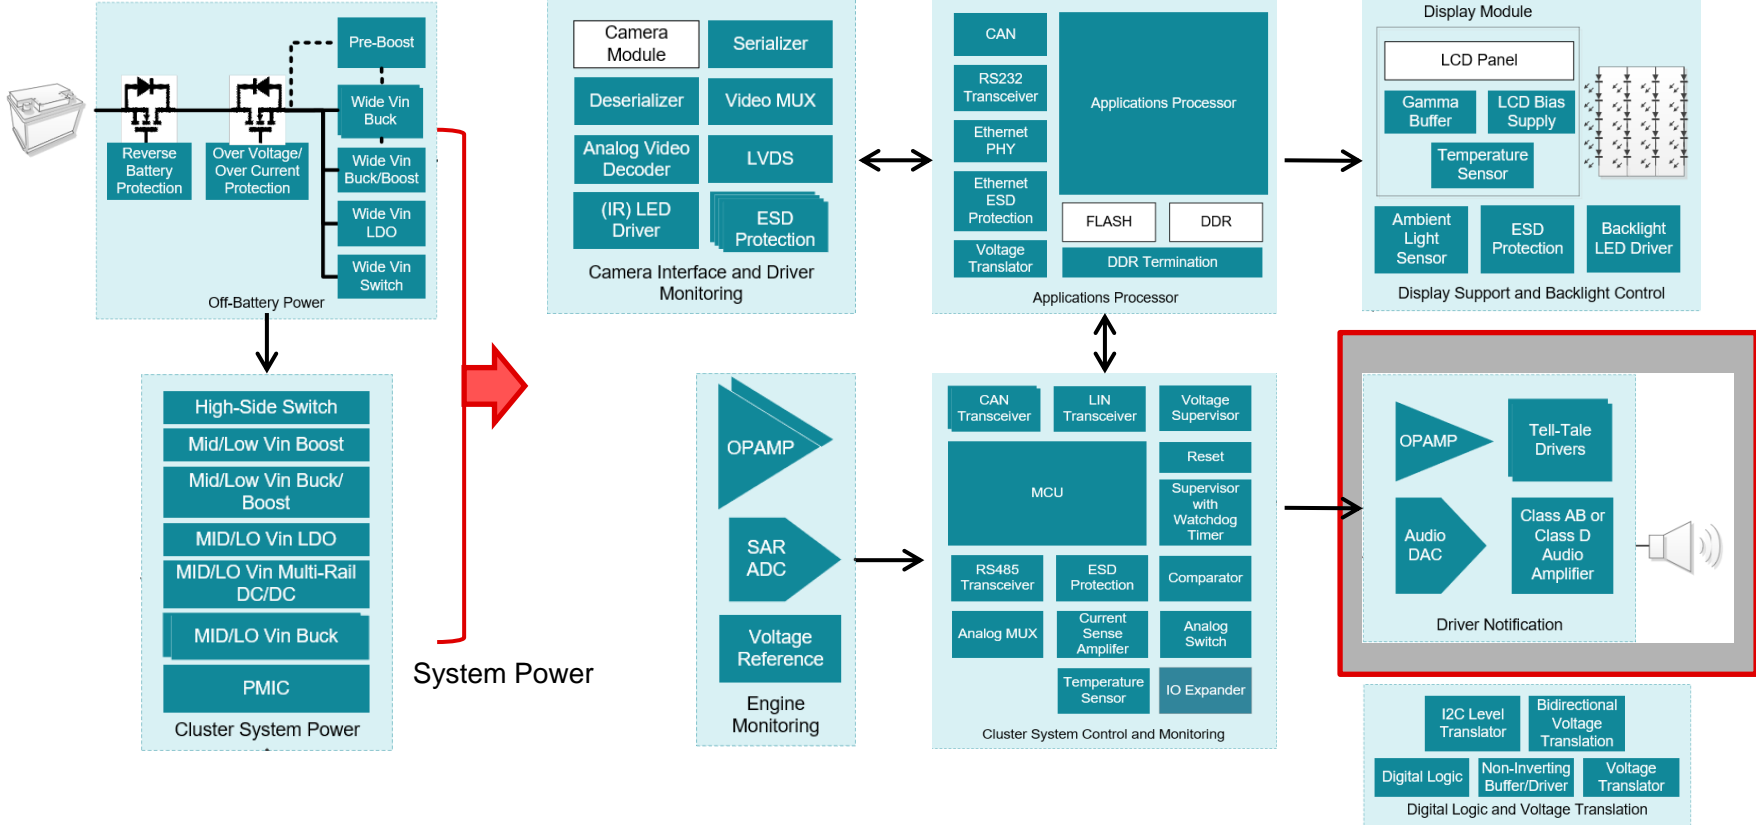 Pre-Boost
Wide Vin
Buck
Reverse
Battery
Protection
Over Voltage/
Over Current
Protection
Wide Vin
Buck/Boost
Wide Vin
LDO
Wide Vin
Switch
Off-Battery Power
High-Side Switch
Mid/Low Vin Boost
Mid/Low Vin Buck/
Boost
MID/LO Vin LDO
MID/LO Vin Multi-Rail
DC/DC
MID/LO Vin Buck
PMIC
Cluster System Power
System Power
Camera
Module
Serializer
Deserializer
Video MUX
Analog Video
Decoder
LVDS
(IR) LED
Driver
ESD
Protection
Camera Interface and Driver
Monitoring
CAN
RS232
Transceiver
Ethernet
PHY
Ethernet
ESD
Protection
Voltage
Translator
Applications Processor
FLASH
DDR
DDR Termination
Applications Processor
Display Module
LCD Panel
Gamma
Buffer
LCD Bias
Supply
Temperature
Sensor
Ambient
Light
Sensor
ESD
Protection
Backlight
LED Driver
Display Support and Backlight Control
OPAMP
SAR
ADC
Voltage
Reference
Engine
Monitoring
CAN
Transceiver
LIN
Transceiver
Voltage
Supervisor
MCU
Reset
Supervisor
with
Watchdog
Timer
RS485
Transceiver
ESD
Protection
Comparator
Analog MUX
Current
Sense
Amplifer
Analog
Switch
Temperature
Sensor
IO Expander
Cluster System Control and Monitoring
OPAMP
Tell-Tale
Drivers
Audio
DAC
Class AB or
Class D
Audio
Amplifier
Driver Notification
I2C Level
Translator
Bidirectional
Voltage
Translation
Digital Logic
Non-Inverting
Buffer/Driver
Voltage
Translator
Digital Logic and Voltage Translation